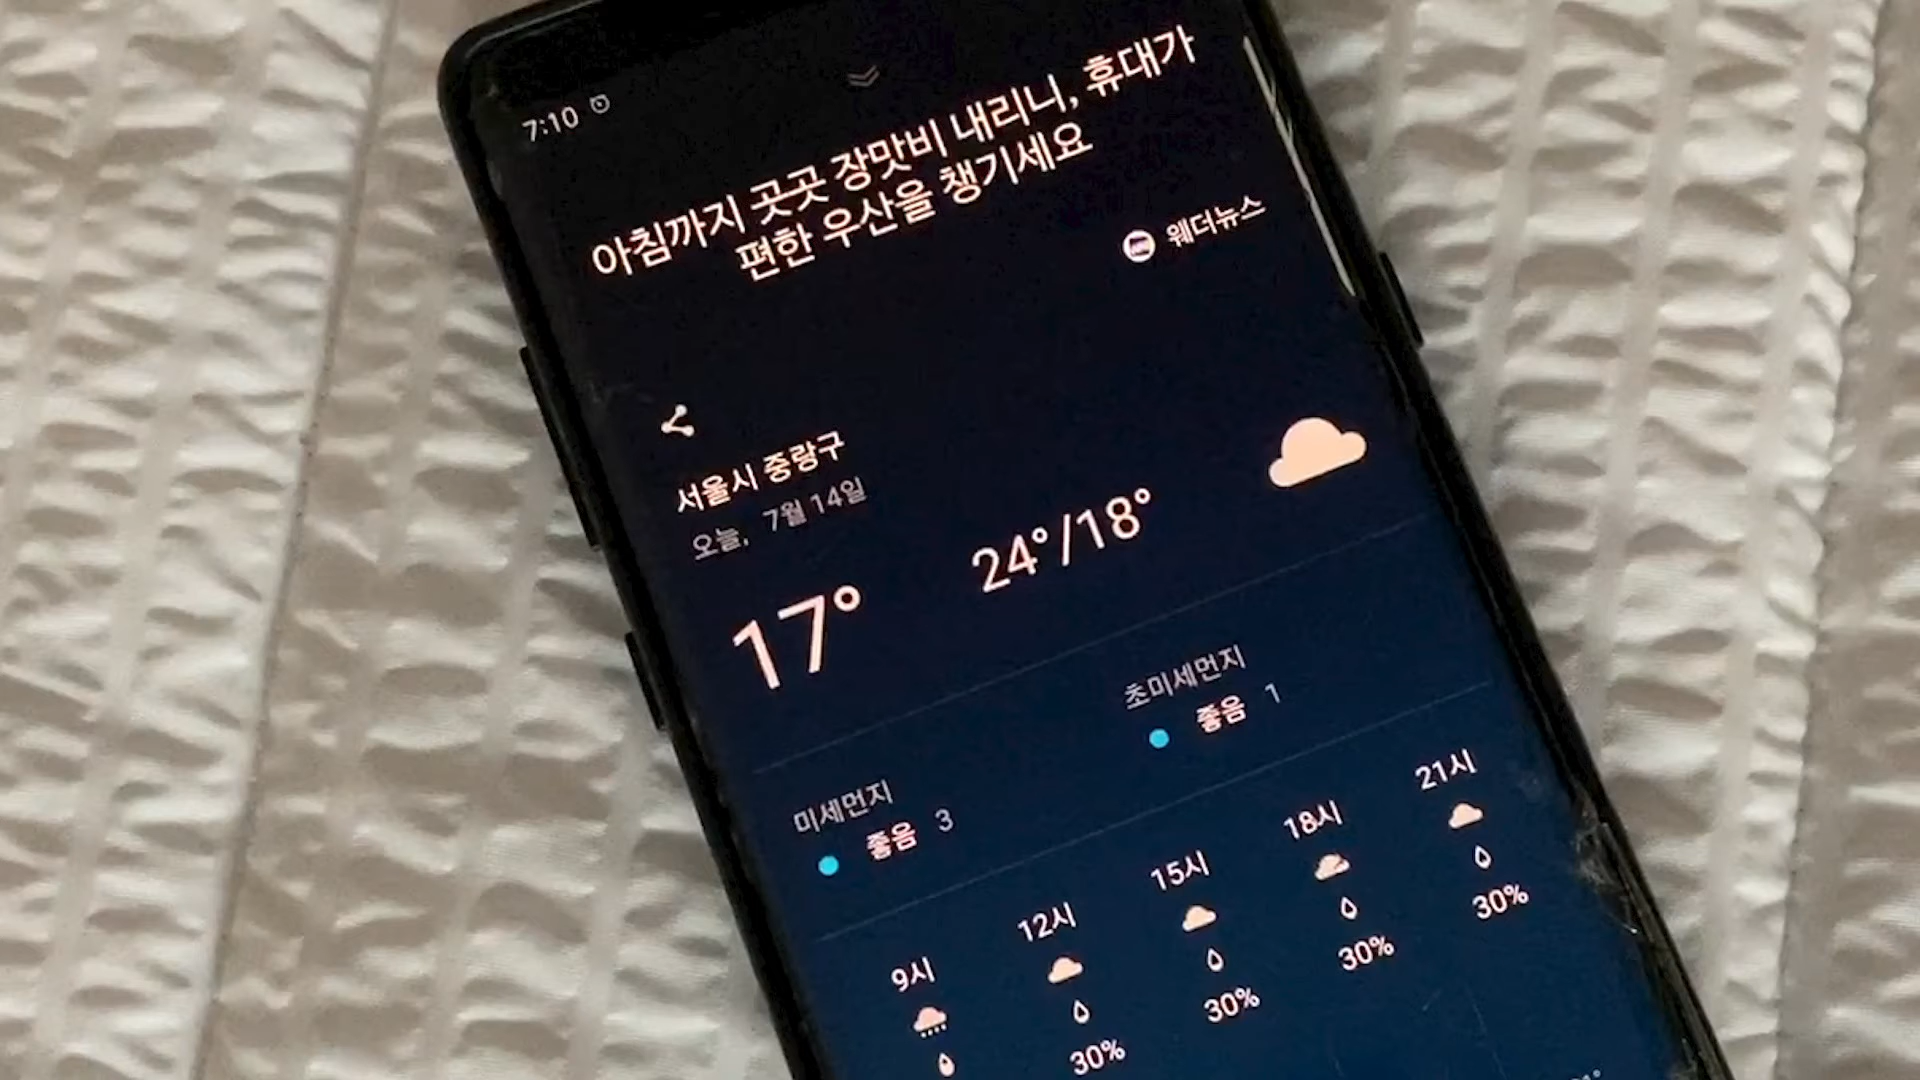 7:10
아침까지 곳곳 장맛비 내리니, 휴대가
편한 우산을 챙기세요
웨더뉴스
서울시 중랑구
오늘, 7월 14일
17°
24°/18°
미세먼지
좋음 3
초미세먼지
좋음 1
9시 12시 15시 18시 21시
30% 30% 30% 30%